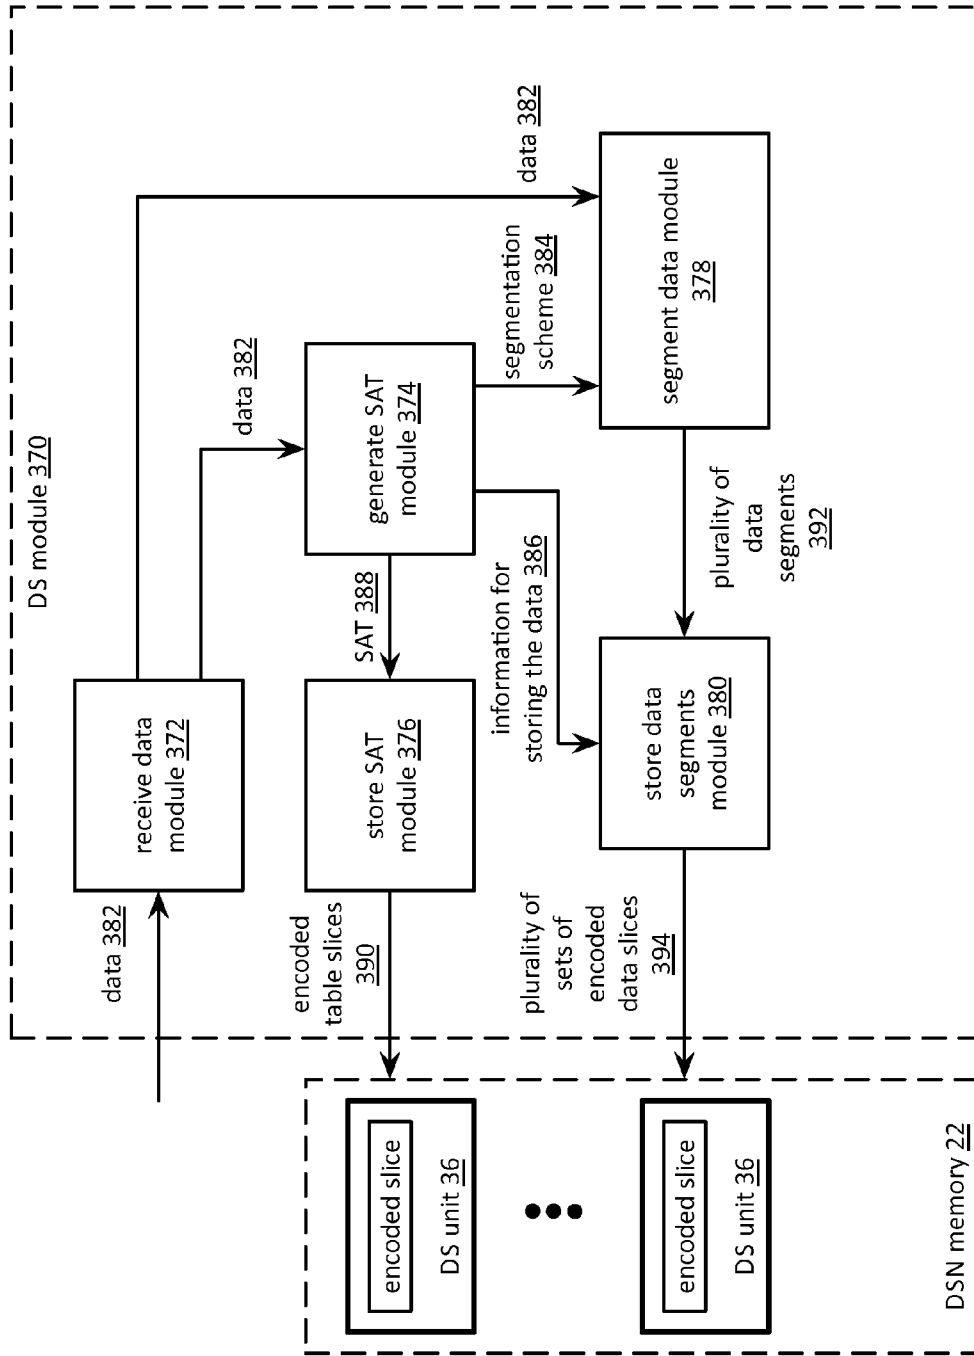 DS module 370
data 382
receive data
module 372
data 382
data 382
encoded
table slices
390
store SAT
module 376
SAT 388
generate SAT
module 374
information for
storing the data 386
segmentation
scheme 384
plurality of
sets of
encoded
data slices
394
store data
segments
module 380
plurality of
data
segments
392
segment data module
378
encoded slice
DS unit 36
encoded slice
DS unit 36
DSN memory 22